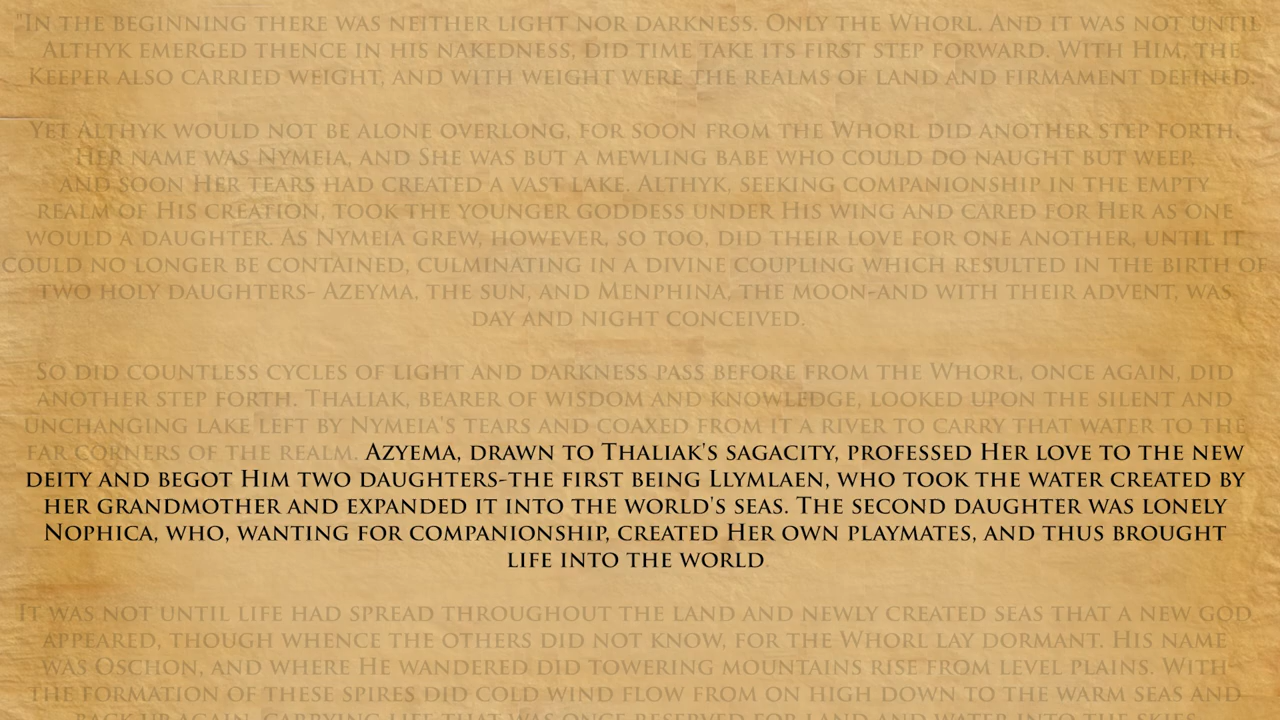 "In the beginning there was neither light nor darkness. Only the Whorl. And it was not until
Althyk emerged thence in his nakedness, did time take its first step forward. With Him, the
Keeper also carried weight, and with weight were the realms of land and firmament defined.
Yet Althyk would not be alone overlong, for soon from the Whorl did another step forth.
Her name was Nymeia, and She was but a mewling babe who could do naught but weep,
and soon Her tears had created a vast lake. Althyk, seeking companionship in the empty
realm of His creation, took the younger goddess under His wing and cared for Her as one
would a daughter. As Nymeia grew, however, so too, did their love for one another, until it
could no longer be contained, culminating in a divine coupling which resulted in the birth of
two holy daughters- Azeyma, the sun, and Menphina, the moon-and with their advent, was
day and night conceived.
So did countless cycles of light and darkness pass before from the Whorl, once again, did
another step forth. Thaliak, bearer of wisdom and knowledge, looked upon the silent and
unchanging lake left by Nymeia's tears and coaxed from it a river to carry that water to the
far corners of the realm. Azyema, drawn to Thaliak's sagacity, professed Her love to the new
deity and begot Him two daughters-the first being Llymlaen, who took the water created by
her grandmother and expanded it into the world's seas. The second daughter was lonely
Nophica, who, wanting for companionship, created Her own playmates, and thus brought
life into the world.
It was not until life had spread throughout the land and newly created seas that a new god
appeared, though whence the others did not know, for the Whorl lay dormant. His name
was Oschon, and where He wandered did towering mountains rise from level plains. With
the formation of these spires did cold wind flow from on high down to the warm seas and
back up again, carrying life that was once reserved for land and water into the